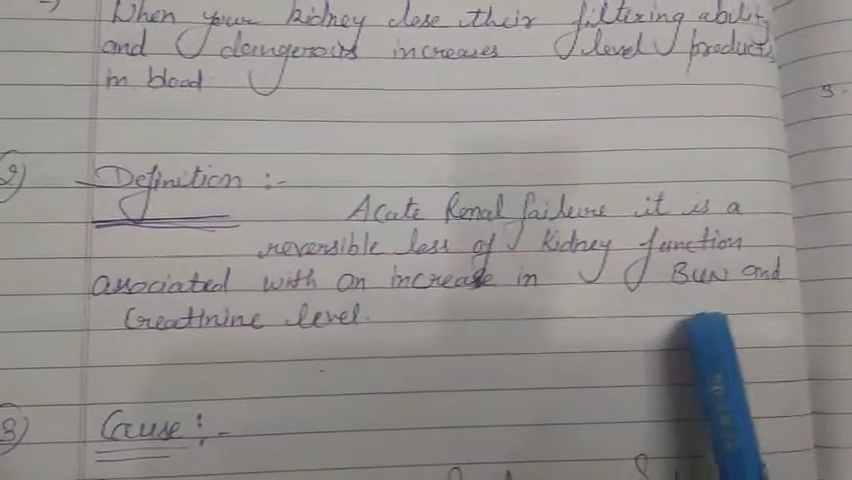 When your kidney lose their filtering ability
and dangerous increases level products
in blood
2) Definition :-
Acute Renal failure it is a
reversible loss of kidney function
associated with an increase in BUN and
Creatinine level.
3) Cause :-
3.